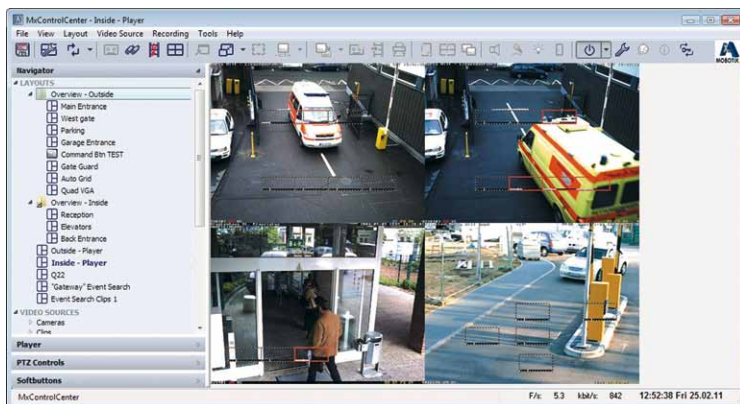 MxControlCenter - Inside - Player
File View Layout Video Source Recording Tools Help
MOBOTIX
Navigator
LAYOUTS
Overview - Outside
Main Entrance
West gate
Parking
Garage Entrance
Command Btn TEST
Gate Guard
Auto Grid
Quad VGA
Overview - Inside
Reception
Elevators
Back Entrance
Outside - Player
Inside - Player
Q22
"Gateway" Event Search
Event Search Clips 1
VIDEO SOURCES
Cameras
Clips
Player
PTZ Controls
Softbuttons
MxControlCenter F/s: 5.3 kbit/s: 842 12:52:38 Fri 25.02.11